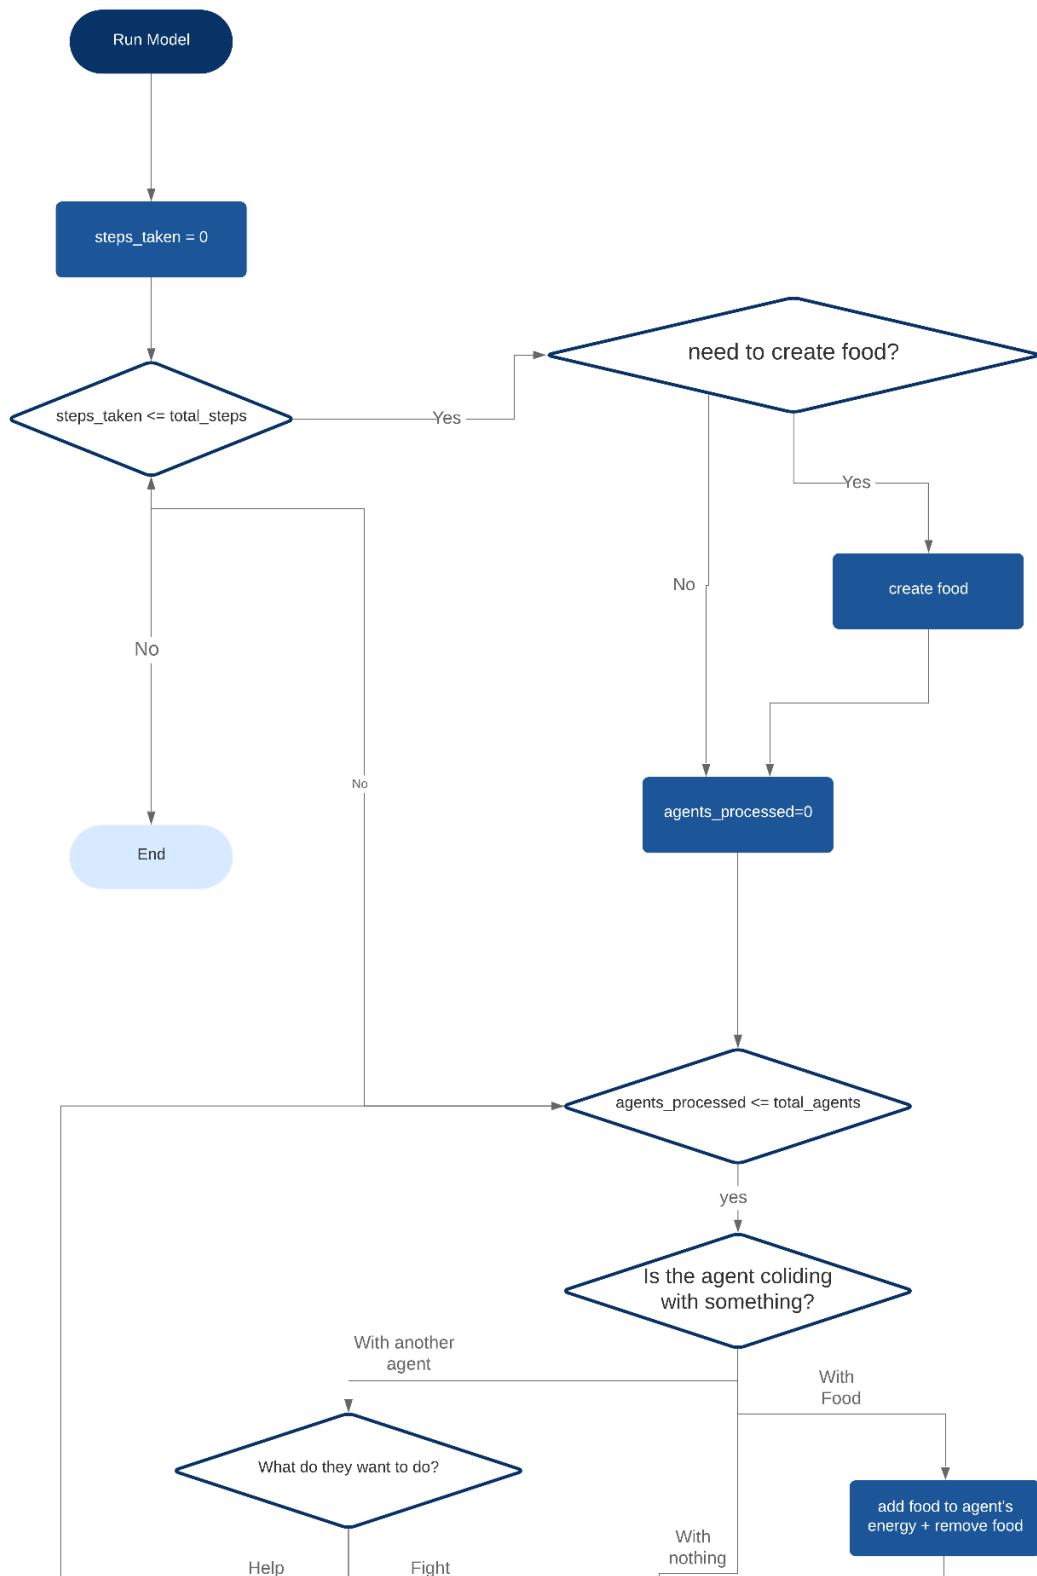 Run Model
steps_taken = 0
need to create food?
steps_taken <= total_steps
Yes
Yes
No
create food
No
No
agents_processed=0
End
agents_processed <= total_agents
yes
Is the agent coliding
with something?
With another
agent
With
Food
What do they want to do?
add food to agent's
energy + remove food
With
nothing
Help
Fight